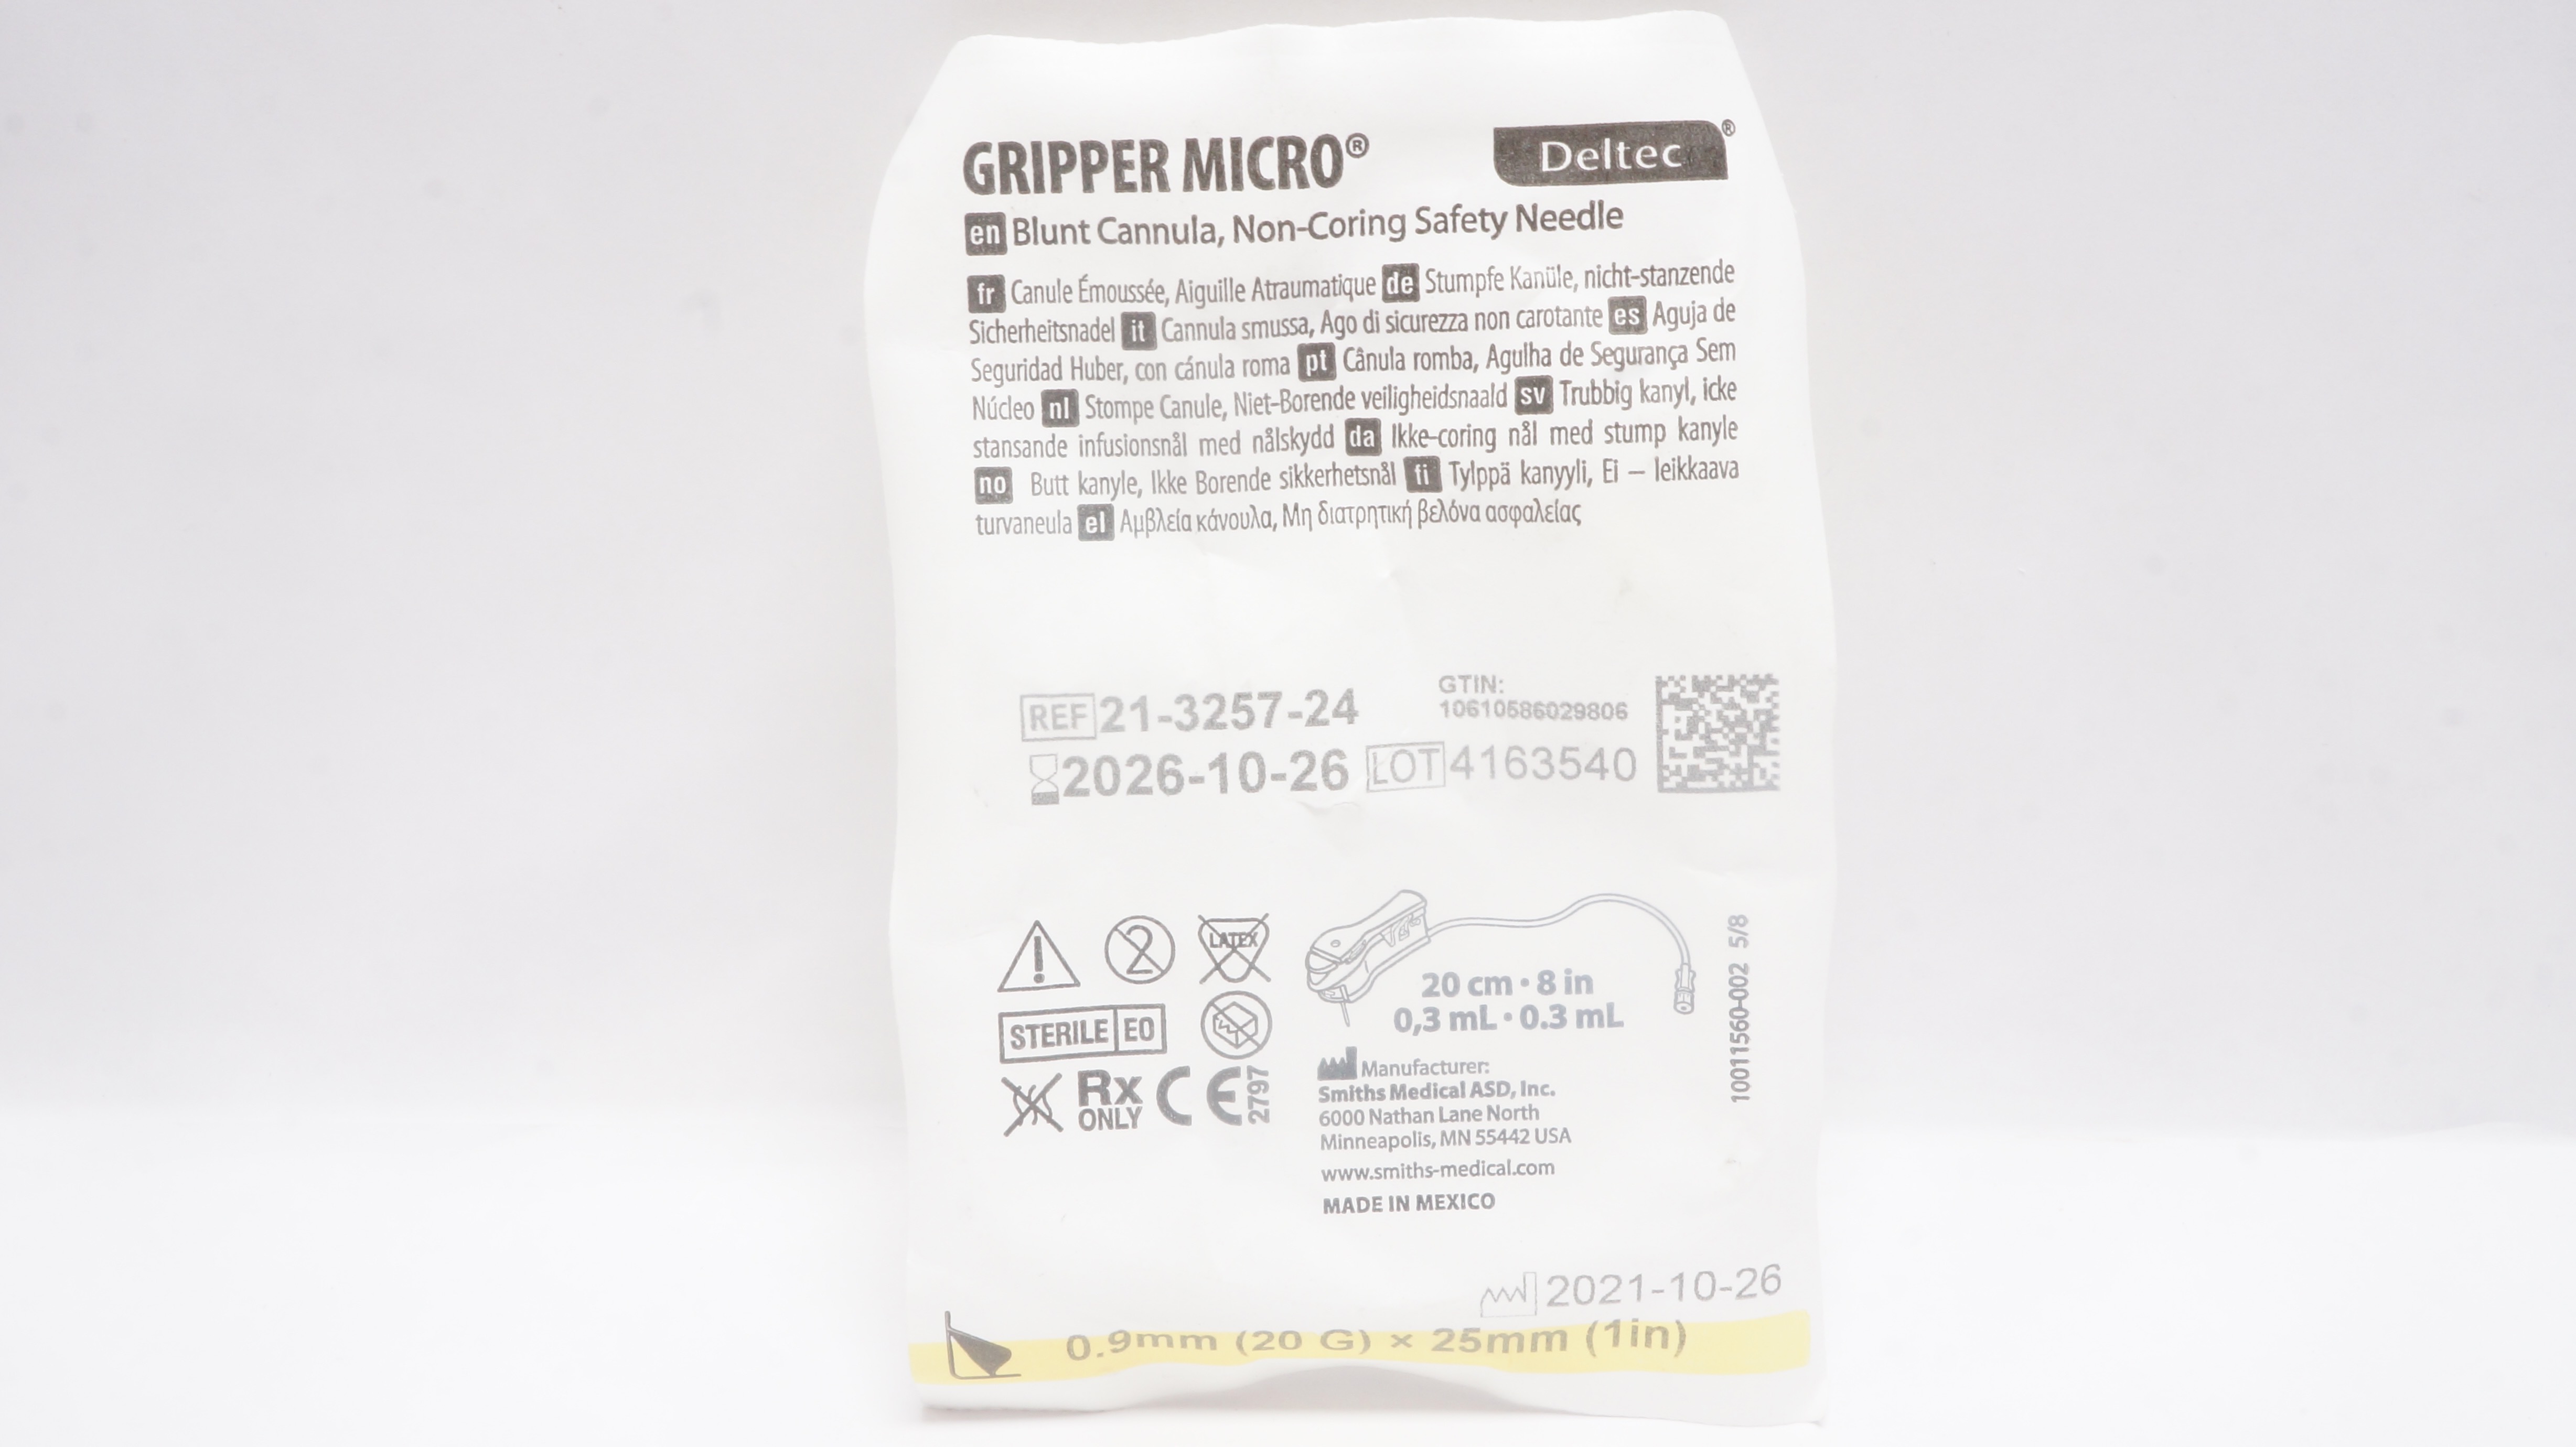 GRIPPER MICRO®
Deltec®
en Blunt Cannula, Non-Coring Safety Needle
fr Canule Émoussée, Aiguille Atraumatique de Stumpfe Kanüle, nicht-stanzende
Sicherheitsnadel it Cannula smussa, Ago di sicurezza non carotante es Aguja de
Seguridad Huber, con cánula roma pt Cânula romba, Agulha de Segurança Sem
Núcleo nl Stompe Canule, Niet-Borende veiligheidsnaald sv Trubbig kanyl, icke
stansande infusionsnål med nålskydd da Ikke-coring nål med stump kanyle
no Butt kanyle, Ikke Borende sikkerhetsnål fi Tylppä kanyyli, Ei – leikkaava
turvaneula el Αμβλεία κάνουλα, Μη διατρητική βελόνα ασφαλείας
REF 21-3257-24
GTIN:
10610586029806
2026-10-26 LOT 4163540
2 LATEX
STERILE EO
Rx ONLY CE 2797
20 cm • 8 in
0,3 mL • 0.3 mL
Manufacturer:
Smiths Medical ASD, Inc.
6000 Nathan Lane North
Minneapolis, MN 55442 USA
www.smiths-medical.com
MADE IN MEXICO
10011560-002 5/8
2021-10-26
0.9mm (20 G) × 25mm (1in)